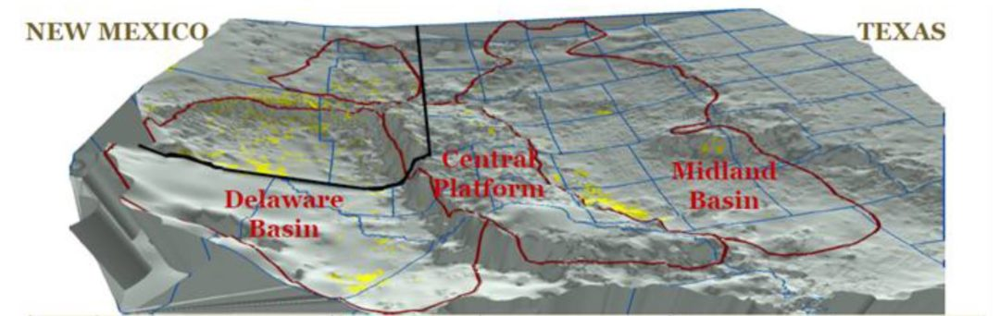 NEW MEXICO
TEXAS
Central
Platform
Midland
Basin
Delaware
Basin